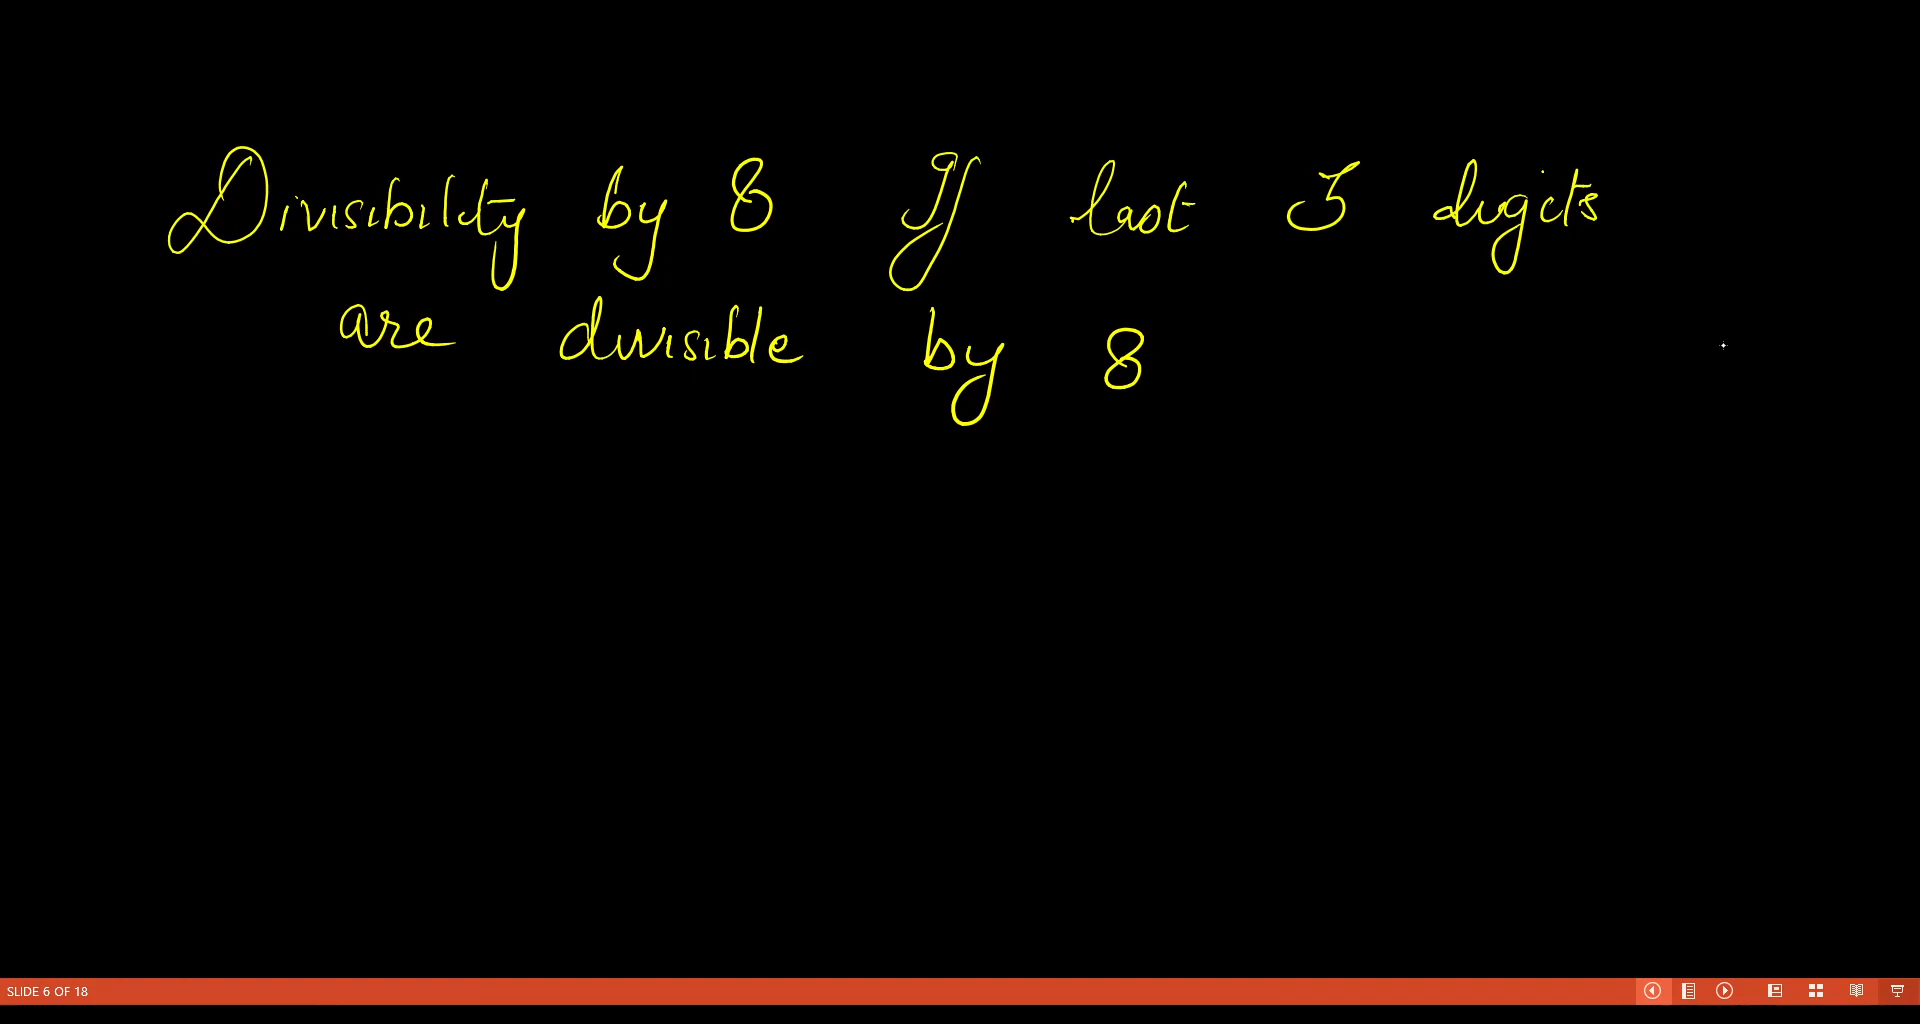 Divisibility by 8 If last 3 digits
are divisible by 8
SLIDE 6 OF 18